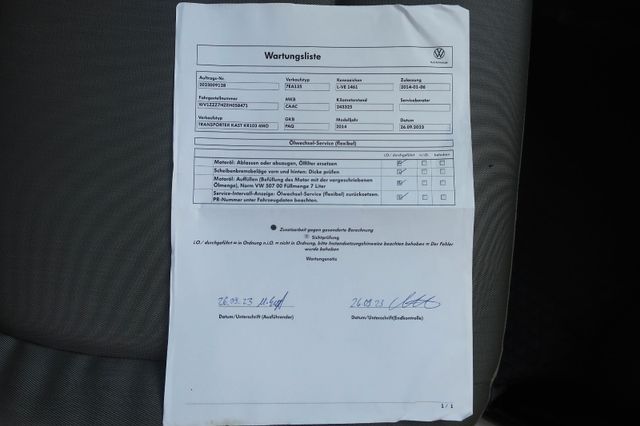 Wartungsliste
Auftrags-Nr. Verkaufstyp Kennzeichen Zulassung
2023009128 7EA135 L-VE 1461 2014-01-06
Fahrgestellnummer MKB Kilometerstand Serviceberater
CAAC 243325
Verkaufstyp GKB Modelljahr Datum
TRANSPORTER KAST KR103 4WD PAQ 2014 26.09.2023
Ölwechsel-Service (flexibel)
i.O./ durchgeführt n.i.O. behoben
Motoröl: Ablassen oder absaugen, Ölfilter ersetzen
Scheibenbremsbeläge vorn und hinten: Dicke prüfen
Motoröl: Auffüllen (Befüllung des Motor mit der vorgeschriebenen
Ölmenge), Norm VW 507 00 Füllmenge 7 Liter
Service-Intervall-Anzeige: Ölwechsel-Service (flexibel) zurücksetzen.
PR-Nummer unter Fahrzeugdaten beachten.
Zusatzarbeit gegen gesonderte Berechnung
Sichtprüfung
i.O./ durchgeführt = in Ordnung n.i.O. = nicht in Ordnung, bitte Instandsetzungshinweise beachten = Der Fehler
wurde behoben
Wartungsnotiz
26.09.23 26.09.23
Datum/Unterschrift (Ausführender) Datum/Unterschrift(Endkontrolle)
1 / 1